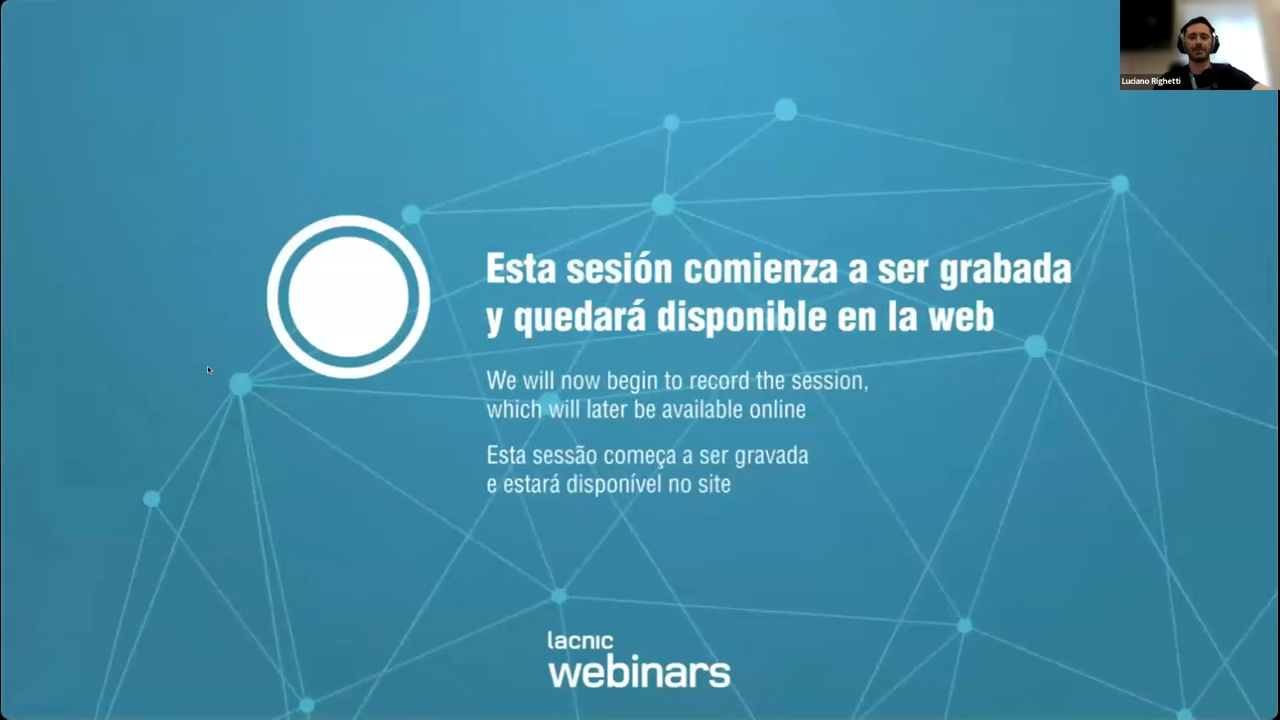 Luciano Righetti
Esta sesión comienza a ser grabada
y quedará disponible en la web
We will now begin to record the session,
which will later be available online
Esta sessão começa a ser gravada
e estará disponível no site
lacnic
webinars